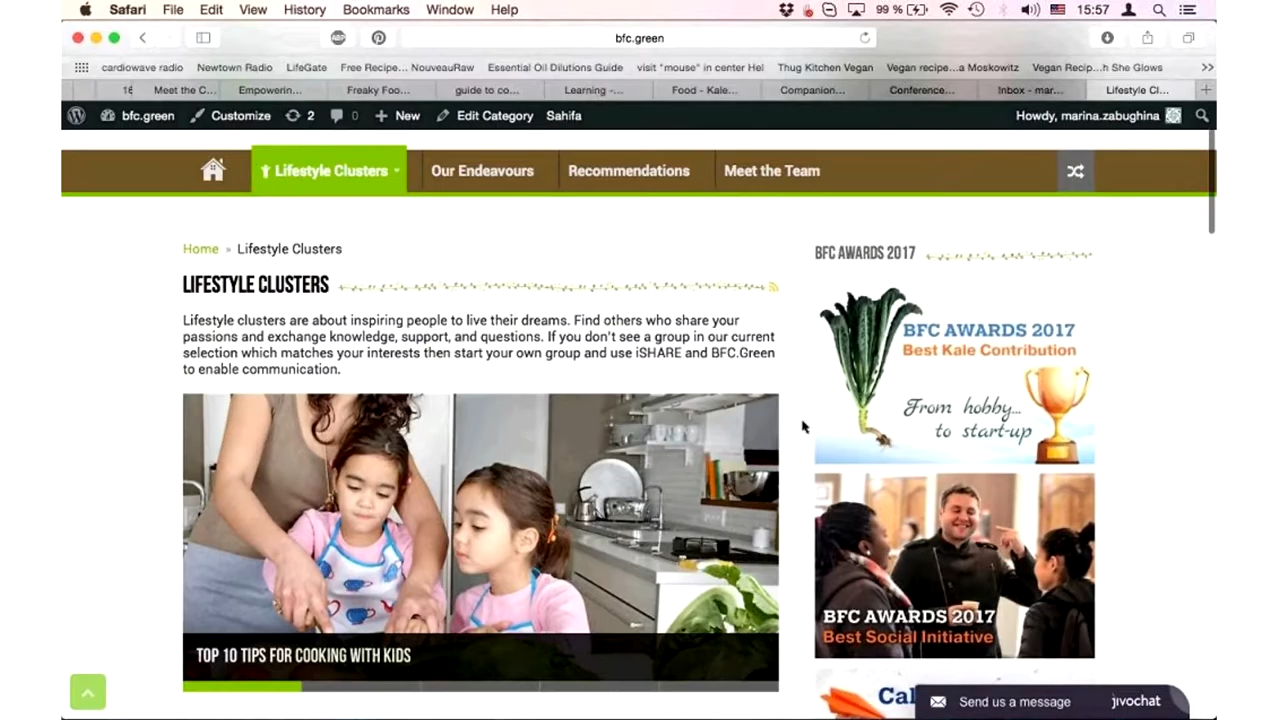 Safari File Edit View History Bookmarks Window Help 99 % 15:57
bfc.green
cardiowave radio Newtown Radio LifeGate Free Recipe... NouveauRaw Essential Oil Dilutions Guide visit "mouse" in center Hel Thug Kitchen Vegan Vegan recipe...a Moskowitz Vegan Recip...h She Glows >>
Meet the C... Empowerin... Freaky Foo... guide to co... Learning -... Food - Kale... Companion... Conference... Inbox - mar... Lifestyle Cl... +
bfc.green Customize 2 0 + New Edit Category Sahifa Howdy, marina.zabughina
Lifestyle Clusters Our Endeavours Recommendations Meet the Team
Home » Lifestyle Clusters
LIFESTYLE CLUSTERS
Lifestyle clusters are about inspiring people to live their dreams. Find others who share your
passions and exchange knowledge, support, and questions. If you don't see a group in our current
selection which matches your interests then start your own group and use iSHARE and BFC.Green
to enable communication.
TOP 10 TIPS FOR COOKING WITH KIDS
BFC AWARDS 2017
BFC AWARDS 2017
Best Kale Contribution
From hobby...
to start-up
BFC AWARDS 2017
Best Social Initiative
Send us a message jivochat